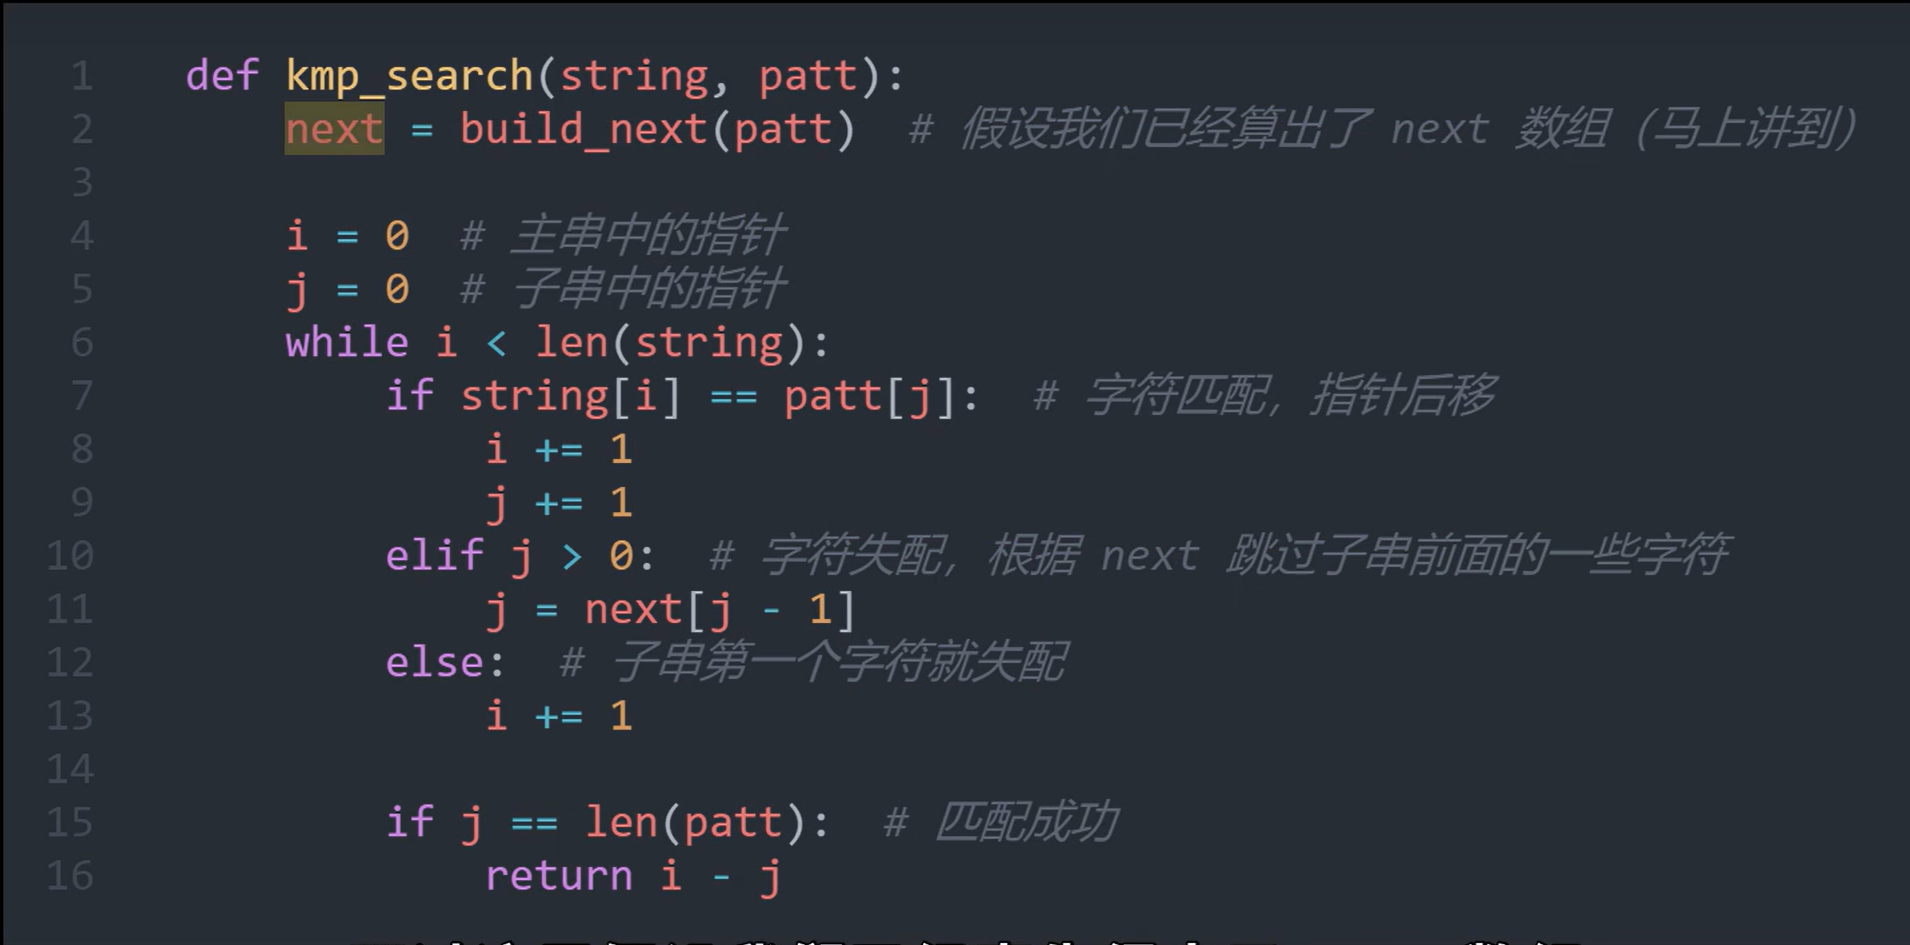 1 def kmp_search(string, patt):
2 next = build_next(patt) # 假设我们已经算出了 next 数组 (马上讲到)
3
4 i = 0 # 主串中的指针
5 j = 0 # 子串中的指针
6 while i < len(string):
7 if string[i] == patt[j]: # 字符匹配, 指针后移
8 i += 1
9 j += 1
10 elif j > 0: # 字符失配, 根据 next 跳过子串前面的一些字符
11 j = next[j - 1]
12 else: # 子串第一个字符就失配
13 i += 1
14
15 if j == len(patt): # 匹配成功
16 return i - j